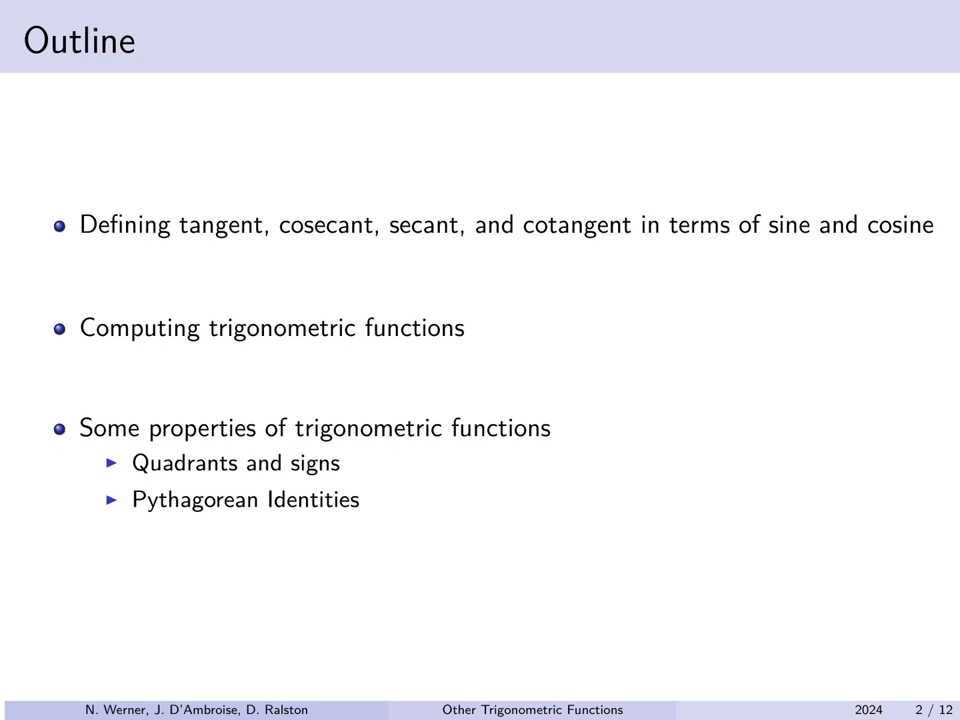 Outline
Defining tangent, cosecant, secant, and cotangent in terms of sine and cosine
Computing trigonometric functions
Some properties of trigonometric functions
Quadrants and signs
Pythagorean Identities
N. Werner, J. D'Ambroise, D. Ralston Other Trigonometric Functions 2024 2 / 12